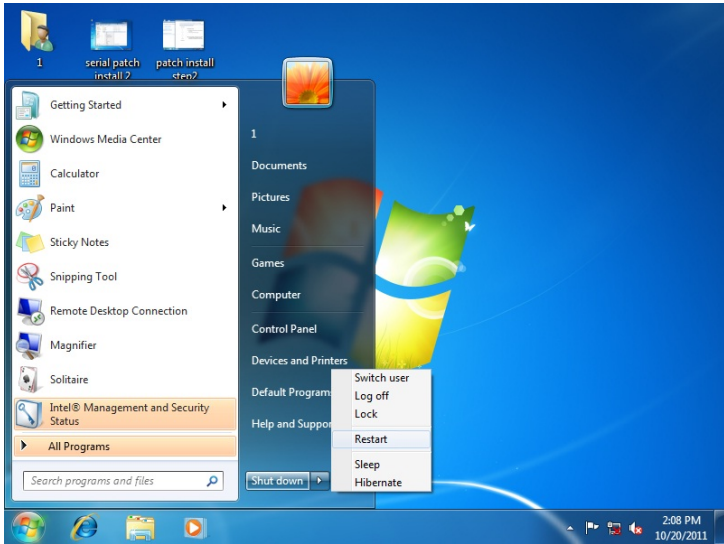 1
serial patch
install 2
patch install
step2
Getting Started
Windows Media Center
Calculator
Paint
Sticky Notes
Snipping Tool
Remote Desktop Connection
Magnifier
Solitaire
Intel® Management and Security
Status
All Programs
Search programs and files
1
Documents
Pictures
Music
Games
Computer
Control Panel
Devices and Printers
Default Program
Help and Suppor
Shut down
Switch user
Log off
Lock
Restart
Sleep
Hibernate
2:08 PM
10/20/2011